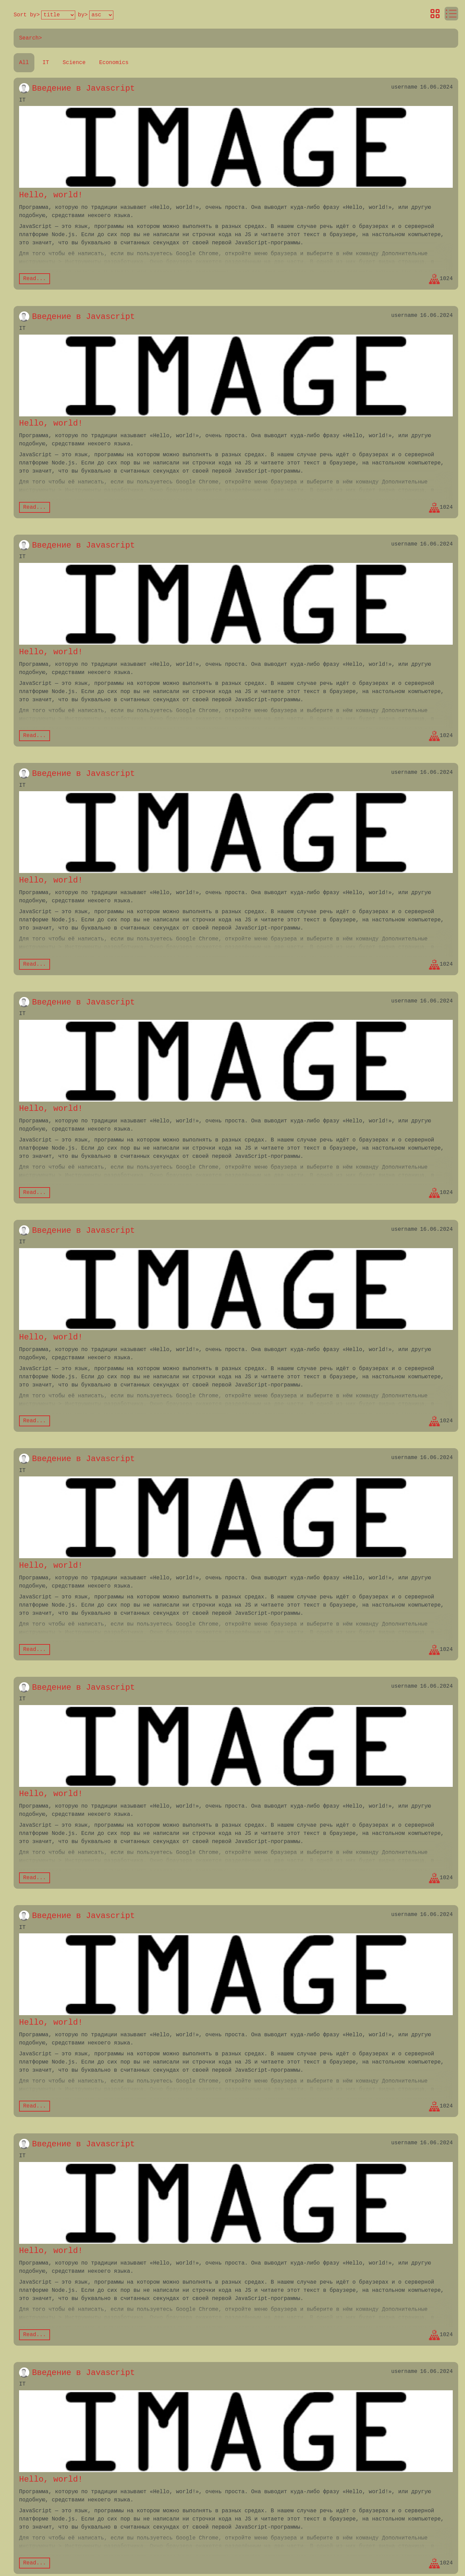 Sort by> title by> asc
Search>
All IT Science Economics
Введение в Javascript username 16.06.2024
IT
IMAGE
Hello, world!
Программа, которую по традиции называют «Hello, world!», очень проста. Она выводит куда-либо фразу «Hello, world!», или другую
подобную, средствами некоего языка.
JavaScript — это язык, программы на котором можно выполнять в разных средах. В нашем случае речь идёт о браузерах и о серверной
платформе Node.js. Если до сих пор вы не написали ни строчки кода на JS и читаете этот текст в браузере, на настольном компьютере,
это значит, что вы буквально в считанных секундах от своей первой JavaScript-программы.
Для того чтобы её написать, если вы пользуетесь Google Chrome, откройте меню браузера и выберите в нём команду Дополнительные
Read... 1024
Введение в Javascript username 16.06.2024
IT
IMAGE
Hello, world!
Программа, которую по традиции называют «Hello, world!», очень проста. Она выводит куда-либо фразу «Hello, world!», или другую
подобную, средствами некоего языка.
JavaScript — это язык, программы на котором можно выполнять в разных средах. В нашем случае речь идёт о браузерах и о серверной
платформе Node.js. Если до сих пор вы не написали ни строчки кода на JS и читаете этот текст в браузере, на настольном компьютере,
это значит, что вы буквально в считанных секундах от своей первой JavaScript-программы.
Для того чтобы её написать, если вы пользуетесь Google Chrome, откройте меню браузера и выберите в нём команду Дополнительные
Read... 1024
Введение в Javascript username 16.06.2024
IT
IMAGE
Hello, world!
Программа, которую по традиции называют «Hello, world!», очень проста. Она выводит куда-либо фразу «Hello, world!», или другую
подобную, средствами некоего языка.
JavaScript — это язык, программы на котором можно выполнять в разных средах. В нашем случае речь идёт о браузерах и о серверной
платформе Node.js. Если до сих пор вы не написали ни строчки кода на JS и читаете этот текст в браузере, на настольном компьютере,
это значит, что вы буквально в считанных секундах от своей первой JavaScript-программы.
Для того чтобы её написать, если вы пользуетесь Google Chrome, откройте меню браузера и выберите в нём команду Дополнительные
Read... 1024
Введение в Javascript username 16.06.2024
IT
IMAGE
Hello, world!
Программа, которую по традиции называют «Hello, world!», очень проста. Она выводит куда-либо фразу «Hello, world!», или другую
подобную, средствами некоего языка.
JavaScript — это язык, программы на котором можно выполнять в разных средах. В нашем случае речь идёт о браузерах и о серверной
платформе Node.js. Если до сих пор вы не написали ни строчки кода на JS и читаете этот текст в браузере, на настольном компьютере,
это значит, что вы буквально в считанных секундах от своей первой JavaScript-программы.
Для того чтобы её написать, если вы пользуетесь Google Chrome, откройте меню браузера и выберите в нём команду Дополнительные
Read... 1024
Введение в Javascript username 16.06.2024
IT
IMAGE
Hello, world!
Программа, которую по традиции называют «Hello, world!», очень проста. Она выводит куда-либо фразу «Hello, world!», или другую
подобную, средствами некоего языка.
JavaScript — это язык, программы на котором можно выполнять в разных средах. В нашем случае речь идёт о браузерах и о серверной
платформе Node.js. Если до сих пор вы не написали ни строчки кода на JS и читаете этот текст в браузере, на настольном компьютере,
это значит, что вы буквально в считанных секундах от своей первой JavaScript-программы.
Для того чтобы её написать, если вы пользуетесь Google Chrome, откройте меню браузера и выберите в нём команду Дополнительные
Read... 1024
Введение в Javascript username 16.06.2024
IT
IMAGE
Hello, world!
Программа, которую по традиции называют «Hello, world!», очень проста. Она выводит куда-либо фразу «Hello, world!», или другую
подобную, средствами некоего языка.
JavaScript — это язык, программы на котором можно выполнять в разных средах. В нашем случае речь идёт о браузерах и о серверной
платформе Node.js. Если до сих пор вы не написали ни строчки кода на JS и читаете этот текст в браузере, на настольном компьютере,
это значит, что вы буквально в считанных секундах от своей первой JavaScript-программы.
Для того чтобы её написать, если вы пользуетесь Google Chrome, откройте меню браузера и выберите в нём команду Дополнительные
Read... 1024
Введение в Javascript username 16.06.2024
IT
IMAGE
Hello, world!
Программа, которую по традиции называют «Hello, world!», очень проста. Она выводит куда-либо фразу «Hello, world!», или другую
подобную, средствами некоего языка.
JavaScript — это язык, программы на котором можно выполнять в разных средах. В нашем случае речь идёт о браузерах и о серверной
платформе Node.js. Если до сих пор вы не написали ни строчки кода на JS и читаете этот текст в браузере, на настольном компьютере,
это значит, что вы буквально в считанных секундах от своей первой JavaScript-программы.
Для того чтобы её написать, если вы пользуетесь Google Chrome, откройте меню браузера и выберите в нём команду Дополнительные
Read... 1024
Введение в Javascript username 16.06.2024
IT
IMAGE
Hello, world!
Программа, которую по традиции называют «Hello, world!», очень проста. Она выводит куда-либо фразу «Hello, world!», или другую
подобную, средствами некоего языка.
JavaScript — это язык, программы на котором можно выполнять в разных средах. В нашем случае речь идёт о браузерах и о серверной
платформе Node.js. Если до сих пор вы не написали ни строчки кода на JS и читаете этот текст в браузере, на настольном компьютере,
это значит, что вы буквально в считанных секундах от своей первой JavaScript-программы.
Для того чтобы её написать, если вы пользуетесь Google Chrome, откройте меню браузера и выберите в нём команду Дополнительные
Read... 1024
Введение в Javascript username 16.06.2024
IT
IMAGE
Hello, world!
Программа, которую по традиции называют «Hello, world!», очень проста. Она выводит куда-либо фразу «Hello, world!», или другую
подобную, средствами некоего языка.
JavaScript — это язык, программы на котором можно выполнять в разных средах. В нашем случае речь идёт о браузерах и о серверной
платформе Node.js. Если до сих пор вы не написали ни строчки кода на JS и читаете этот текст в браузере, на настольном компьютере,
это значит, что вы буквально в считанных секундах от своей первой JavaScript-программы.
Для того чтобы её написать, если вы пользуетесь Google Chrome, откройте меню браузера и выберите в нём команду Дополнительные
Read... 1024
Введение в Javascript username 16.06.2024
IT
IMAGE
Hello, world!
Программа, которую по традиции называют «Hello, world!», очень проста. Она выводит куда-либо фразу «Hello, world!», или другую
подобную, средствами некоего языка.
JavaScript — это язык, программы на котором можно выполнять в разных средах. В нашем случае речь идёт о браузерах и о серверной
платформе Node.js. Если до сих пор вы не написали ни строчки кода на JS и читаете этот текст в браузере, на настольном компьютере,
это значит, что вы буквально в считанных секундах от своей первой JavaScript-программы.
Для того чтобы её написать, если вы пользуетесь Google Chrome, откройте меню браузера и выберите в нём команду Дополнительные
Read... 1024
Введение в Javascript username 16.06.2024
IT
IMAGE
Hello, world!
Программа, которую по традиции называют «Hello, world!», очень проста. Она выводит куда-либо фразу «Hello, world!», или другую
подобную, средствами некоего языка.
JavaScript — это язык, программы на котором можно выполнять в разных средах. В нашем случае речь идёт о браузерах и о серверной
платформе Node.js. Если до сих пор вы не написали ни строчки кода на JS и читаете этот текст в браузере, на настольном компьютере,
это значит, что вы буквально в считанных секундах от своей первой JavaScript-программы.
Для того чтобы её написать, если вы пользуетесь Google Chrome, откройте меню браузера и выберите в нём команду Дополнительные
Read... 1024